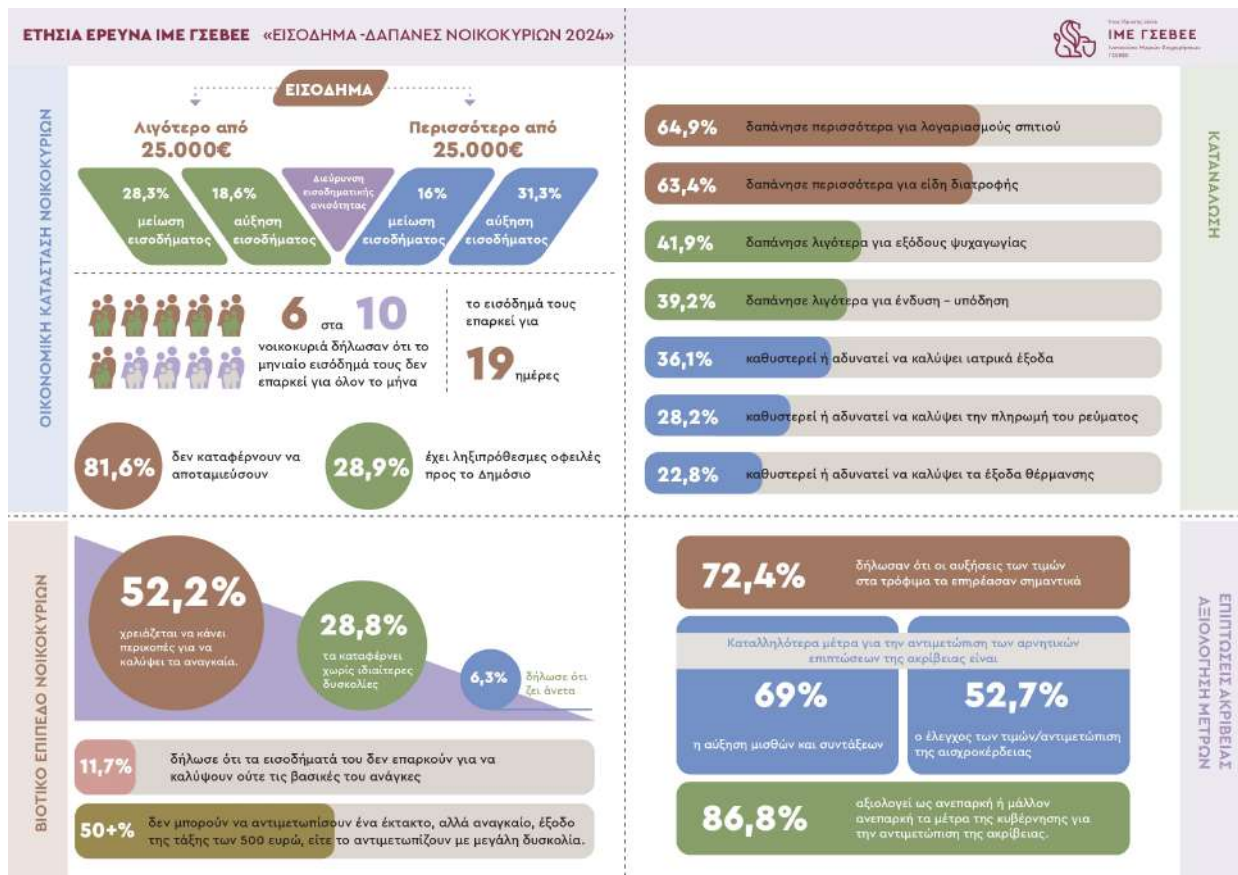 ΕΤΗΣΙΑ ΕΡΕΥΝΑ ΙΜΕ ΓΣΕΒΕΕ «ΕΙΣΟΔΗΜΑ -ΔΑΠΑΝΕΣ ΝΟΙΚΟΚΥΡΙΩΝ 2024»
ΙΜΕ ΓΣΕΒΕΕ
ΟΙΚΟΝΟΜΙΚΗ ΚΑΤΑΣΤΑΣΗ ΝΟΙΚΟΚΥΡΙΩΝ
ΕΙΣΟΔΗΜΑ
Λιγότερο από
25.000€
Περισσότερο από
25.000€
28,3%
μείωση
εισοδήματος
18,6%
αύξηση
εισοδήματος
Διεύρυνση
εισοδηματικής
ανισότητας
16%
μείωση
εισοδήματος
31,3%
αύξηση
εισοδήματος
6 στα 10
νοικοκυριά δήλωσαν ότι το
μηνιαίο εισόδημά τους δεν
επαρκεί για όλον το μήνα
το εισόδημά τους
επαρκεί για
19 ημέρες
81,6%
δεν καταφέρνουν να
αποταμιεύσουν
28,9%
έχει ληξιπρόθεσμες οφειλές
προς το Δημόσιο
ΚΑΤΑΝΑΛΩΣΗ
64,9% δαπάνησε περισσότερα για λογαριασμούς σπιτιού
63,4% δαπάνησε περισσότερα για είδη διατροφής
41,9% δαπάνησε λιγότερα για εξόδους ψυχαγωγίας
39,2% δαπάνησε λιγότερα για ένδυση – υπόδηση
36,1% καθυστερεί ή αδυνατεί να καλύψει ιατρικά έξοδα
28,2% καθυστερεί ή αδυνατεί να καλύψει την πληρωμή του ρεύματος
22,8% καθυστερεί ή αδυνατεί να καλύψει τα έξοδα θέρμανσης
ΒΙΟΤΙΚΟ ΕΠΙΠΕΔΟ ΝΟΙΚΟΚΥΡΙΩΝ
52,2%
χρειάζεται να κάνει
περικοπές για να
καλύψει τα αναγκαία.
28,8%
τα καταφέρνει
χωρίς ιδιαίτερες
δυσκολίες
6,3%
δήλωσε ότι
ζει άνετα
11,7%
δήλωσε ότι τα εισοδήματά του δεν επαρκούν για να
καλύψουν ούτε τις βασικές του ανάγκες
50+%
δεν μπορούν να αντιμετωπίσουν ένα έκτακτο, αλλά αναγκαίο, έξοδο
της τάξης των 500 ευρώ, είτε το αντιμετωπίζουν με μεγάλη δυσκολία.
ΕΠΙΠΤΩΣΕΙΣ ΑΚΡΙΒΕΙΑΣ
ΑΞΙΟΛΟΓΗΣΗ ΜΕΤΡΩΝ
72,4%
δήλωσαν ότι οι αυξήσεις των τιμών
στα τρόφιμα τα επηρέασαν σημαντικά
Καταλληλότερα μέτρα για την αντιμετώπιση των αρνητικών
επιπτώσεων της ακρίβειας είναι
69%
η αύξηση μισθών και συντάξεων
52,7%
ο έλεγχος των τιμών/αντιμετώπιση
της αισχροκέρδειας
86,8%
αξιολογεί ως ανεπαρκή ή μάλλον
ανεπαρκή τα μέτρα της κυβέρνησης για
την αντιμετώπιση της ακρίβειας.